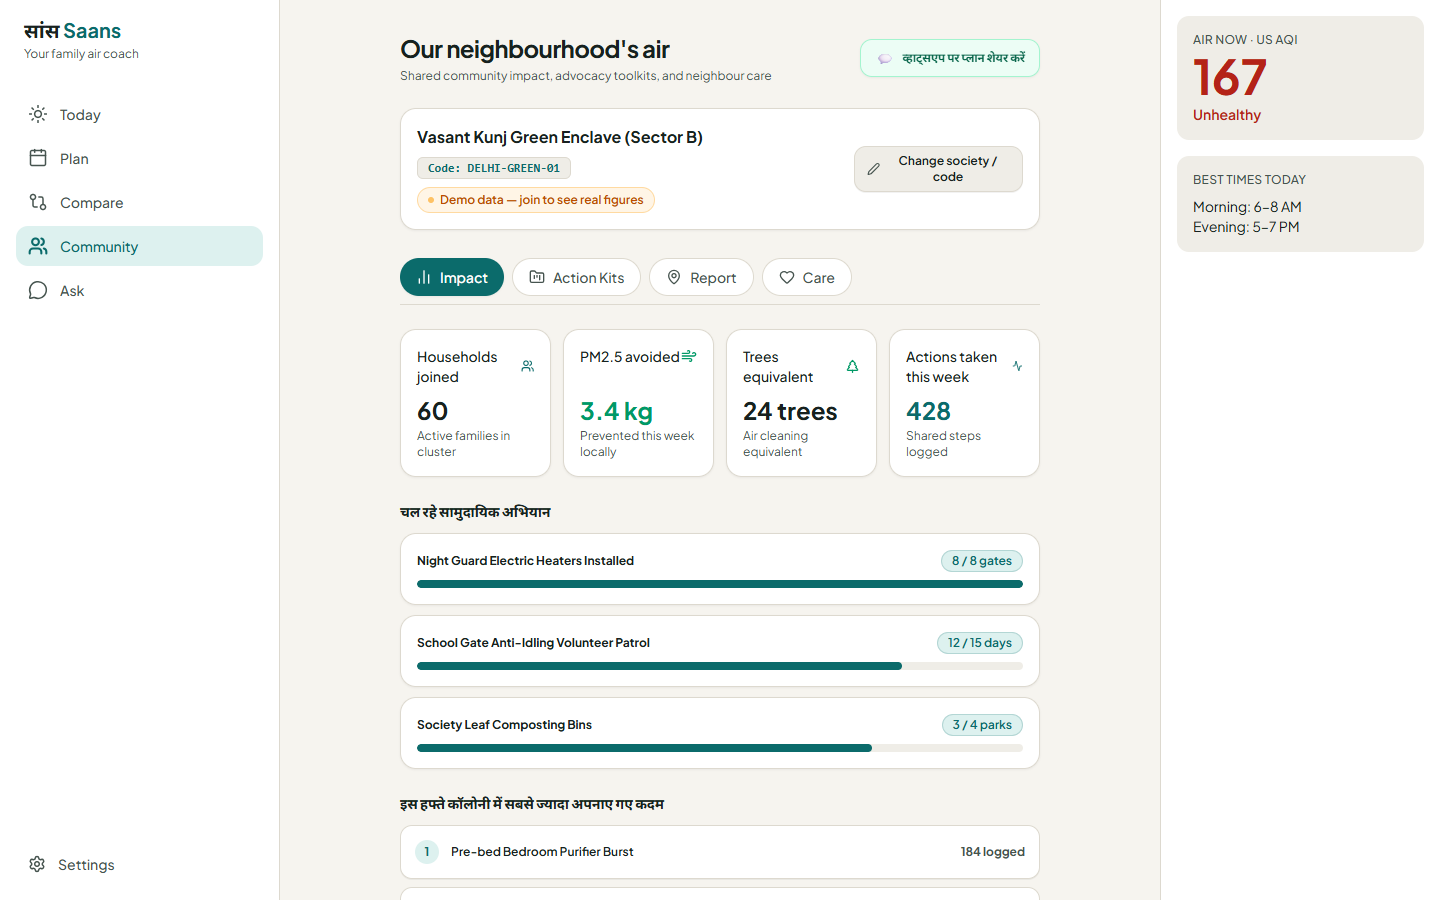 सांस Saans
Your family air coach
Today
Plan
Compare
Community
Ask
Settings
Our neighbourhood's air
Shared community impact, advocacy toolkits, and neighbour care
व्हाट्सएप पर प्लान शेयर करें
Vasant Kunj Green Enclave (Sector B)
Code: DELHI-GREEN-01
Demo data — join to see real figures
Change society /
code
Impact
Action Kits
Report
Care
Households
joined
60
Active families in
cluster
PM2.5 avoided
3.4 kg
Prevented this week
locally
Trees
equivalent
24 trees
Air cleaning
equivalent
Actions taken
this week
428
Shared steps
logged
चल रहे सामुदायिक अभियान
Night Guard Electric Heaters Installed
8 / 8 gates
School Gate Anti-Idling Volunteer Patrol
12 / 15 days
Society Leaf Composting Bins
3 / 4 parks
इस हफ्ते कॉलोनी में सबसे ज्यादा अपनाए गए कदम
1 Pre-bed Bedroom Purifier Burst
184 logged
AIR NOW · US AQI
167
Unhealthy
BEST TIMES TODAY
Morning: 6–8 AM
Evening: 5–7 PM